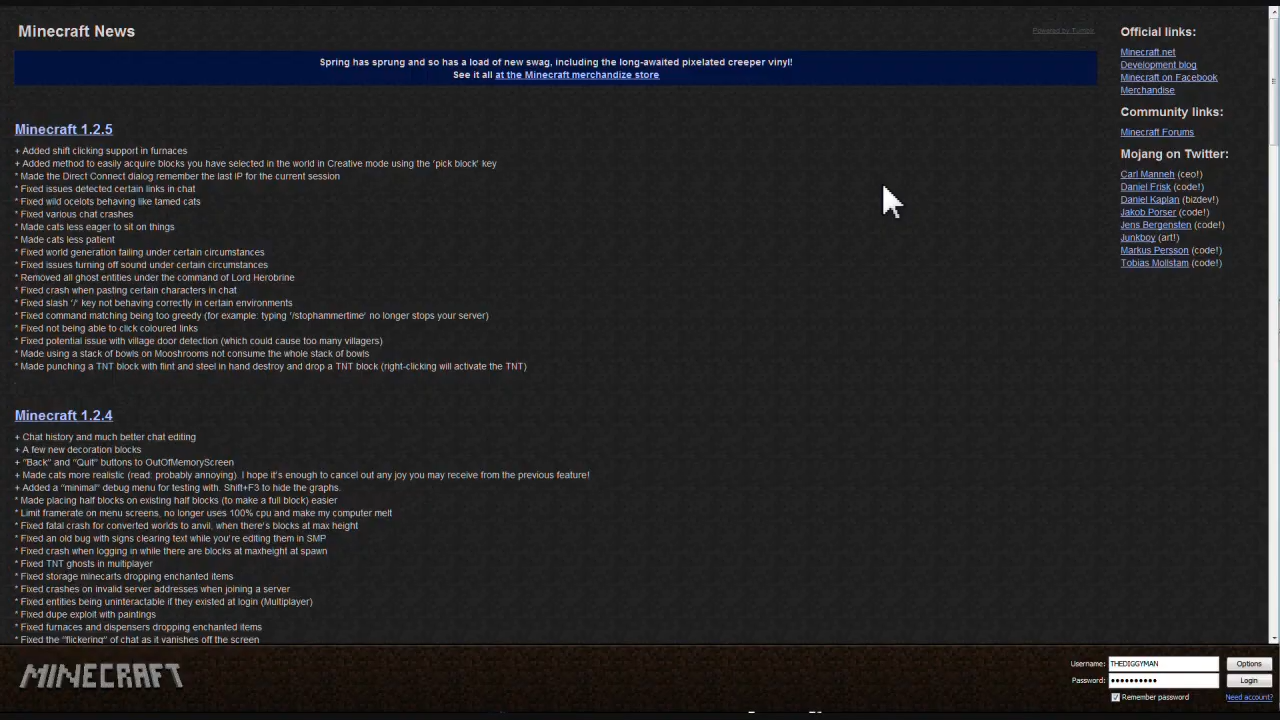 Minecraft News
Powered by Tumblr
Spring has sprung and so has a load of new swag, including the long-awaited pixelated creeper vinyl!
See it all at the Minecraft merchandize store
Minecraft 1.2.5
+ Added shift clicking support in furnaces
+ Added method to easily acquire blocks you have selected in the world in Creative mode using the 'pick block' key
* Made the Direct Connect dialog remember the last IP for the current session
* Fixed issues detected certain links in chat
* Fixed wild ocelots behaving like tamed cats
* Fixed various chat crashes
* Made cats less eager to sit on things
* Made cats less patient
* Fixed world generation failing under certain circumstances
* Fixed issues turning off sound under certain circumstances
* Removed all ghost entities under the command of Lord Herobrine
* Fixed crash when pasting certain characters in chat
* Fixed slash '/' key not behaving correctly in certain environments
* Fixed command matching being too greedy (for example: typing '/stophammertime' no longer stops your server)
* Fixed not being able to click coloured links
* Fixed potential issue with village door detection (which could cause too many villagers)
* Made using a stack of bowls on Mooshrooms not consume the whole stack of bowls
* Made punching a TNT block with flint and steel in hand destroy and drop a TNT block (right-clicking will activate the TNT)
Minecraft 1.2.4
+ Chat history and much better chat editing
+ A few new decoration blocks
+ "Back" and "Quit" buttons to OutOfMemoryScreen
+ Made cats more realistic (read: probably annoying). I hope it's enough to cancel out any joy you may receive from the previous feature!
+ Added a "minimal" debug menu for testing with. Shift+F3 to hide the graphs.
* Made placing half blocks on existing half blocks (to make a full block) easier
* Limit framerate on menu screens, no longer uses 100% cpu and make my computer melt
* Fixed fatal crash for converted worlds to anvil, when there's blocks at max height
* Fixed an old bug with signs clearing text while you're editing them in SMP
* Fixed crash when logging in while there are blocks at maxheight at spawn
* Fixed TNT ghosts in multiplayer
* Fixed storage minecarts dropping enchanted items
* Fixed crashes on invalid server addresses when joining a server
* Fixed entities being uninteractable if they existed at login (Multiplayer)
* Fixed dupe exploit with paintings
* Fixed furnaces and dispensers dropping enchanted items
* Fixed the "flickering" of chat as it vanishes off the screen
Official links:
Minecraft.net
Development blog
Minecraft on Facebook
Merchandise
Community links:
Minecraft Forums
Mojang on Twitter:
Carl Manneh (ceo!)
Daniel Frisk (code!)
Daniel Kaplan (bizdev!)
Jakob Porser (code!)
Jens Bergensten (code!)
Junkboy (art!)
Markus Persson (code!)
Tobias Mollstam (code!)
MINECRAFT
Username: THEDIGGYMAN
Options
Password: ••••••••••
Login
Remember password
Need account?